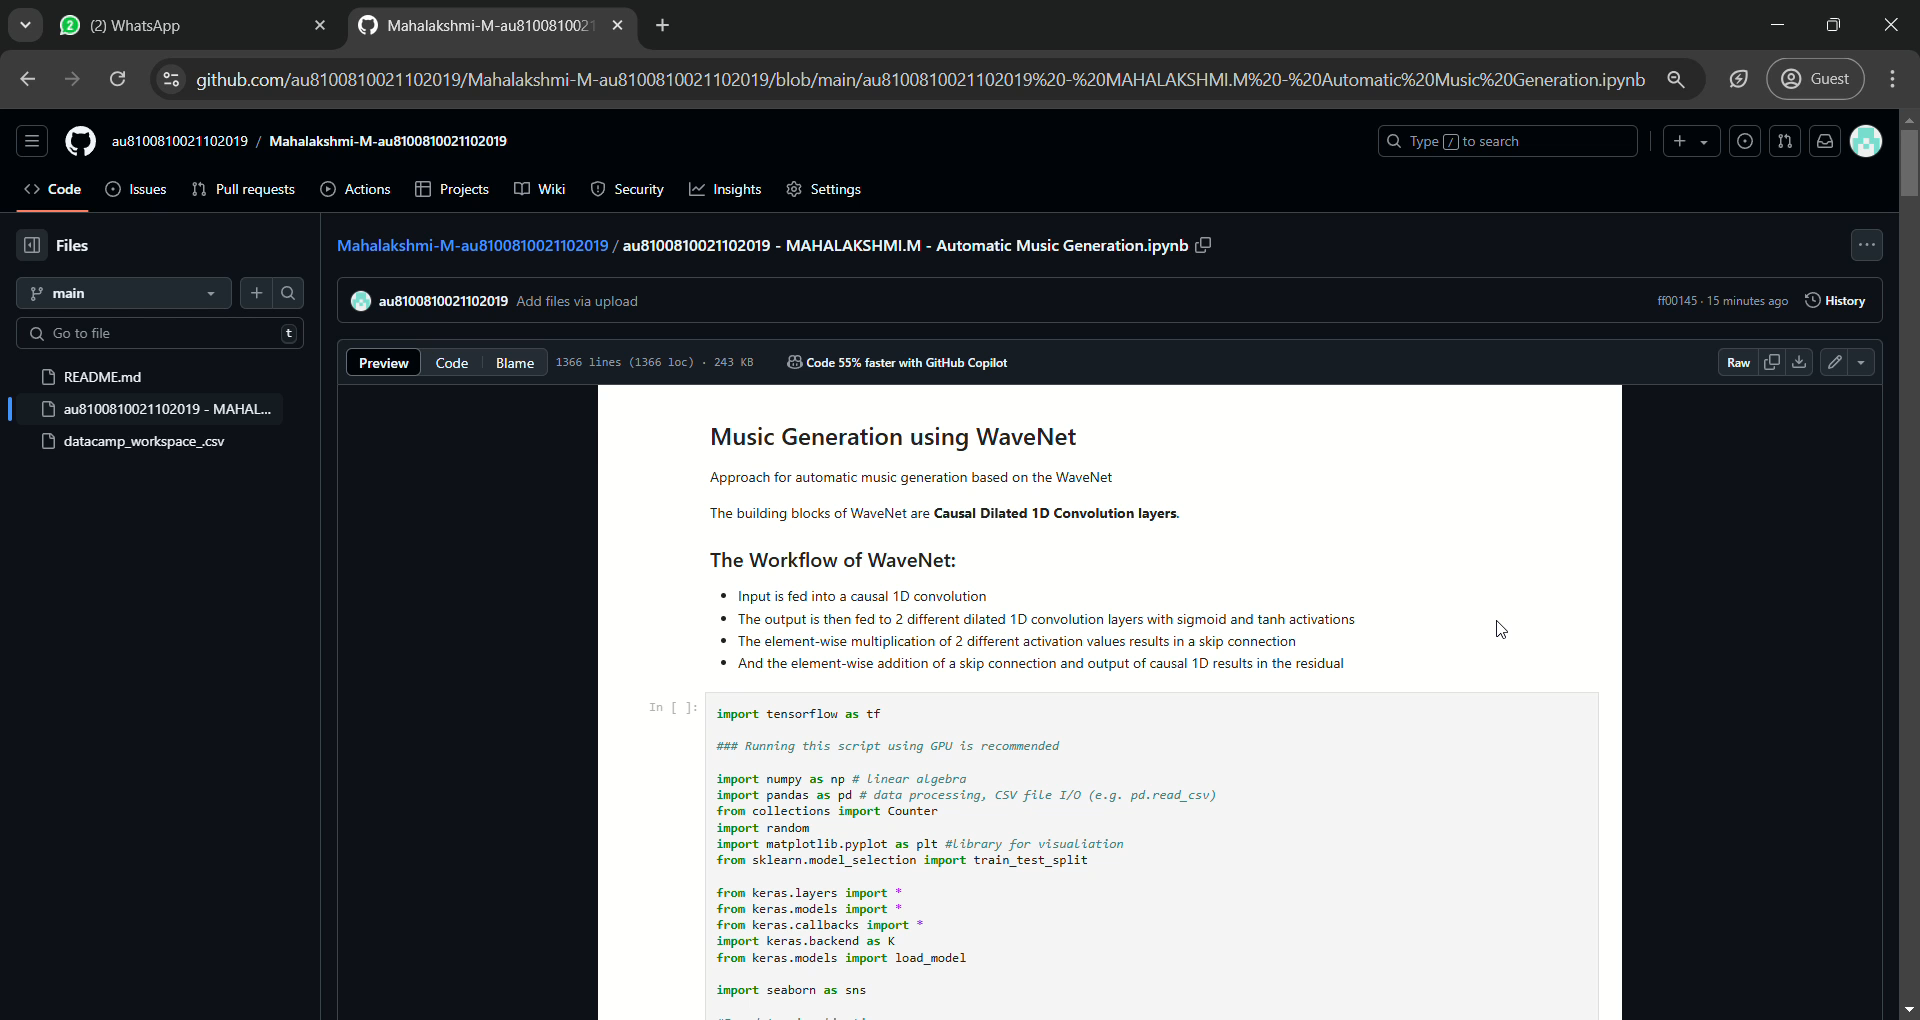 2 (2) WhatsApp
Mahalakshmi-M-au8100810021
github.com/au8100810021102019/Mahalakshmi-M-au8100810021102019/blob/main/au8100810021102019%20-%20MAHALAKSHMI.M%20-%20Automatic%20Music%20Generation.ipynb
Guest
au8100810021102019 / Mahalakshmi-M-au8100810021102019
Type / to search
Code Issues Pull requests Actions Projects Wiki Security Insights Settings
Files
Mahalakshmi-M-au8100810021102019 / au8100810021102019 - MAHALAKSHMI.M - Automatic Music Generation.ipynb
main
au8100810021102019 Add files via upload
ff00145 · 15 minutes ago History
Go to file t
Preview Code Blame 1366 lines (1366 loc) · 243 KB Code 55% faster with GitHub Copilot
Raw
README.md
au8100810021102019 - MAHAL...
datacamp_workspace_.csv
Music Generation using WaveNet
Approach for automatic music generation based on the WaveNet
The building blocks of WaveNet are Causal Dilated 1D Convolution layers.
The Workflow of WaveNet:
• Input is fed into a causal 1D convolution
• The output is then fed to 2 different dilated 1D convolution layers with sigmoid and tanh activations
• The element-wise multiplication of 2 different activation values results in a skip connection
• And the element-wise addition of a skip connection and output of causal 1D results in the residual
In [ ]:
import tensorflow as tf
### Running this script using GPU is recommended
import numpy as np # linear algebra
import pandas as pd # data processing, CSV file I/O (e.g. pd.read_csv)
from collections import Counter
import random
import matplotlib.pyplot as plt #library for visualiation
from sklearn.model_selection import train_test_split
from keras.layers import *
from keras.models import *
from keras.callbacks import *
import keras.backend as K
from keras.models import load_model
import seaborn as sns